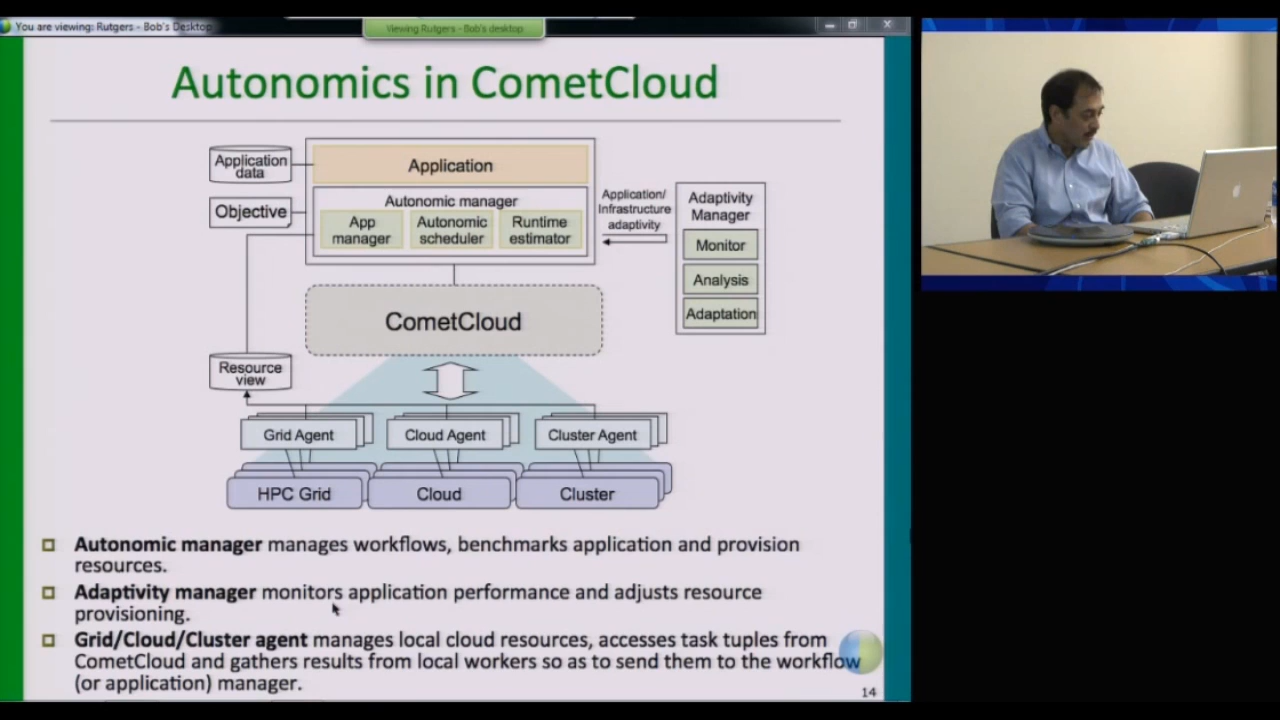 You are viewing: Rutgers - Bob's Desktop
Viewing Rutgers - Bob's desktop
Autonomics in CometCloud
Application
data
Application
Objective
Autonomic manager
App
manager
Autonomic
scheduler
Runtime
estimator
Application/
Infrastructure
adaptivity
Adaptivity
Manager
Monitor
Analysis
Adaptation
CometCloud
Resource
view
Grid Agent
Cloud Agent
Cluster Agent
HPC Grid
Cloud
Cluster
Autonomic manager manages workflows, benchmarks application and provision
resources.
Adaptivity manager monitors application performance and adjusts resource
provisioning.
Grid/Cloud/Cluster agent manages local cloud resources, accesses task tuples from
CometCloud and gathers results from local workers so as to send them to the workflow
(or application) manager.
14